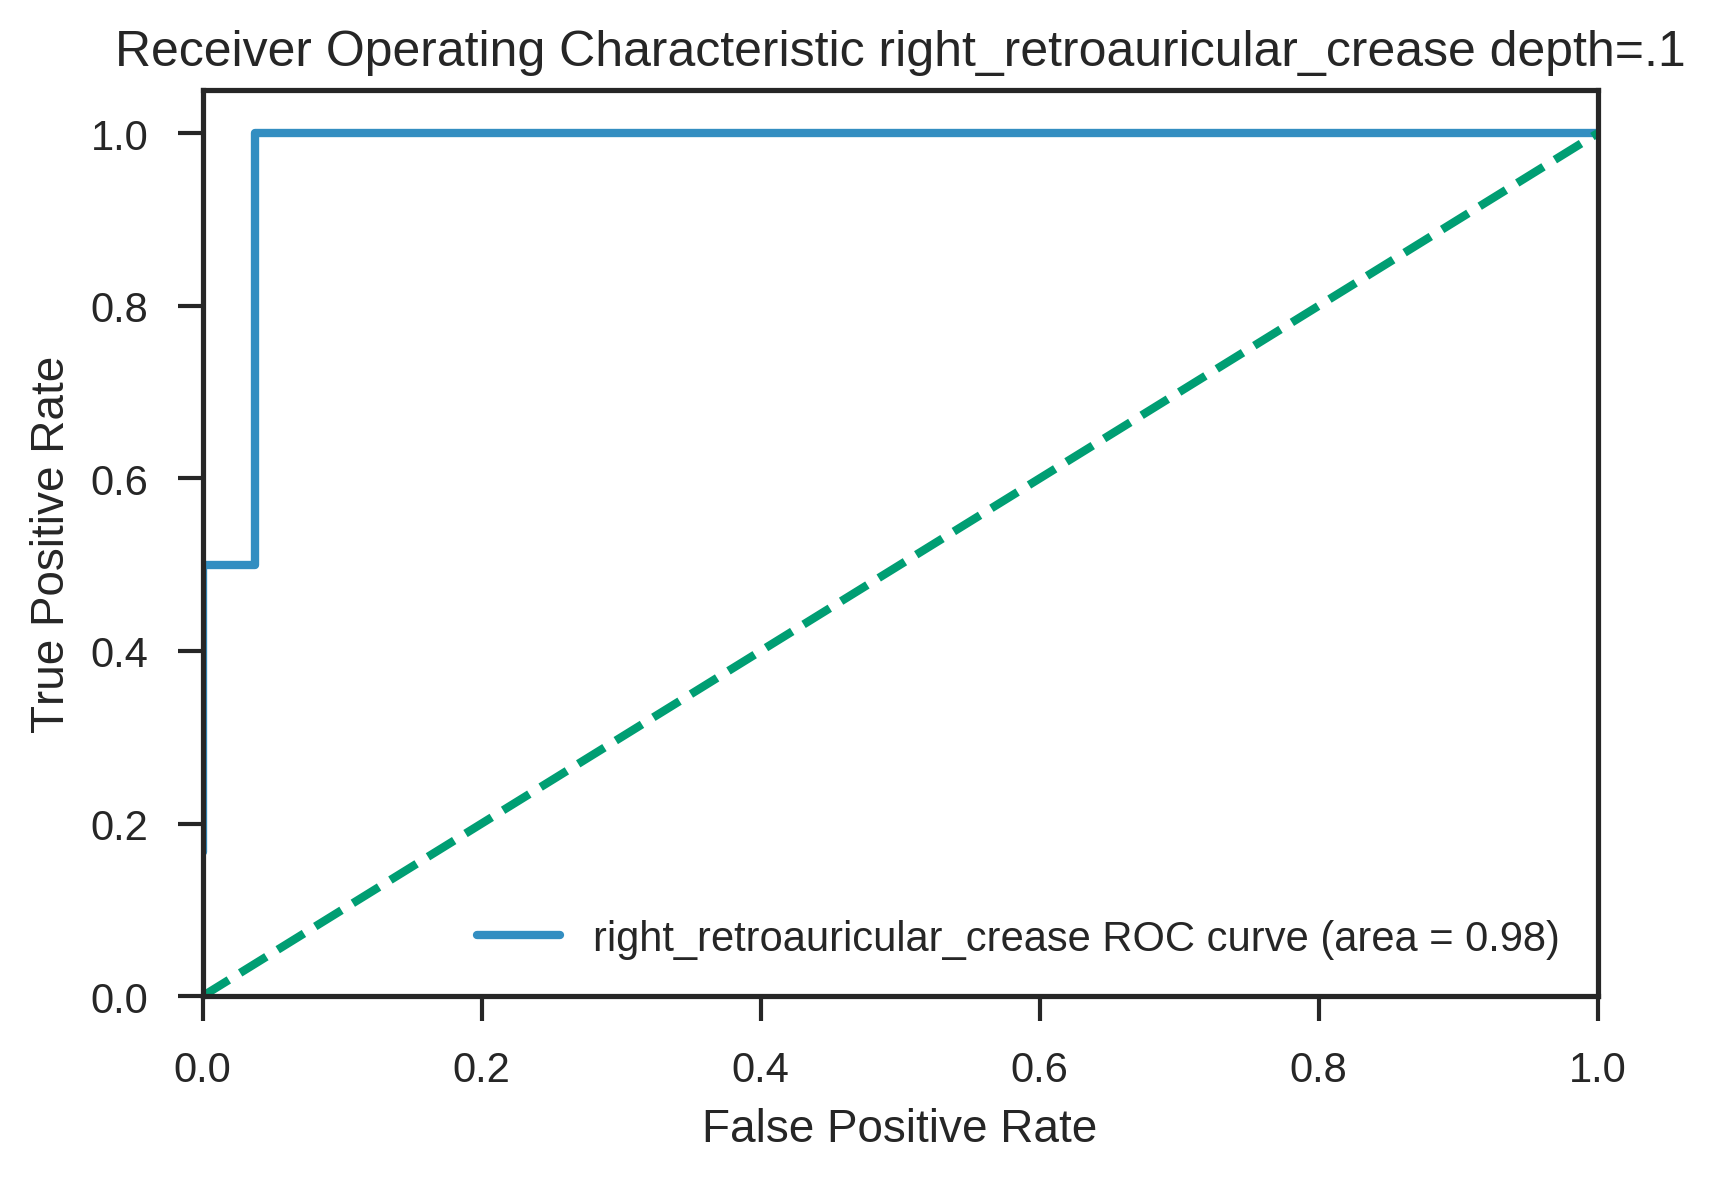 Receiver Operating Characteristic right_retroauricular_crease depth=.1
1.0
0.8
0.6
0.4
0.2
0.0
True Positive Rate
right_retroauricular_crease ROC curve (area = 0.98)
0.0 0.2 0.4 0.6 0.8 1.0
False Positive Rate